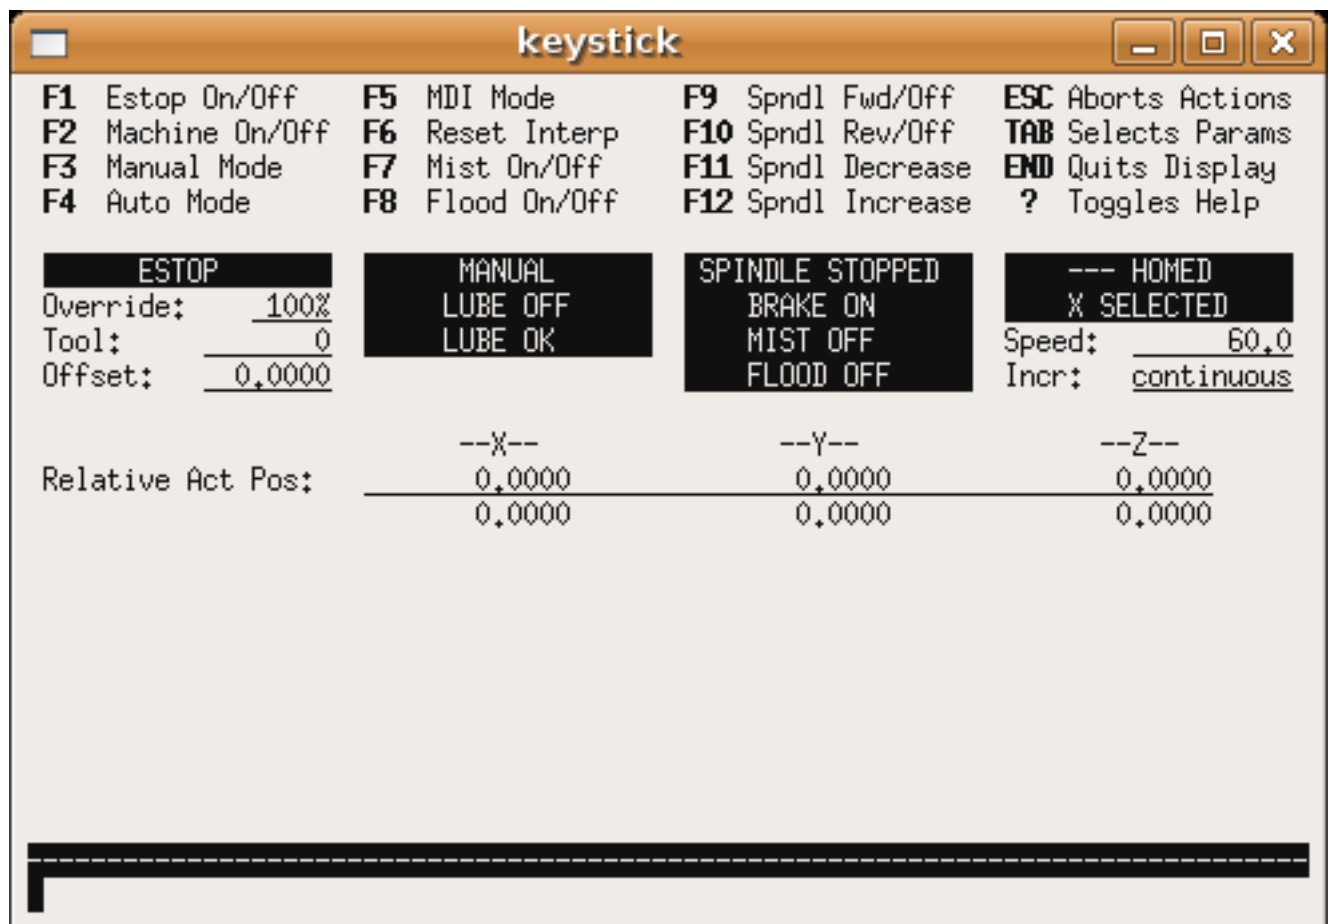 keystick
F1 Estop On/Off F5 MDI Mode F9 Spndl Fwd/Off ESC Aborts Actions
F2 Machine On/Off F6 Reset Interp F10 Spndl Rev/Off TAB Selects Params
F3 Manual Mode F7 Mist On/Off F11 Spndl Decrease END Quits Display
F4 Auto Mode F8 Flood On/Off F12 Spndl Increase ? Toggles Help
ESTOP MANUAL SPINDLE STOPPED --- HOMED
Override: 100% LUBE OFF BRAKE ON X SELECTED
Tool: 0 LUBE OK MIST OFF Speed: 60.0
Offset: 0.0000 FLOOD OFF Incr: continuous
--X-- --Y-- --Z--
Relative Act Pos: 0.0000 0.0000 0.0000
0.0000 0.0000 0.0000
--------------------------------------------------------------------------------